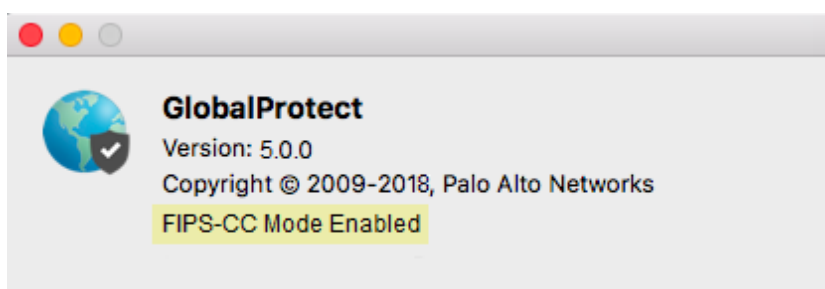 GlobalProtect
Version: 5.0.0
Copyright © 2009-2018, Palo Alto Networks
FIPS-CC Mode Enabled